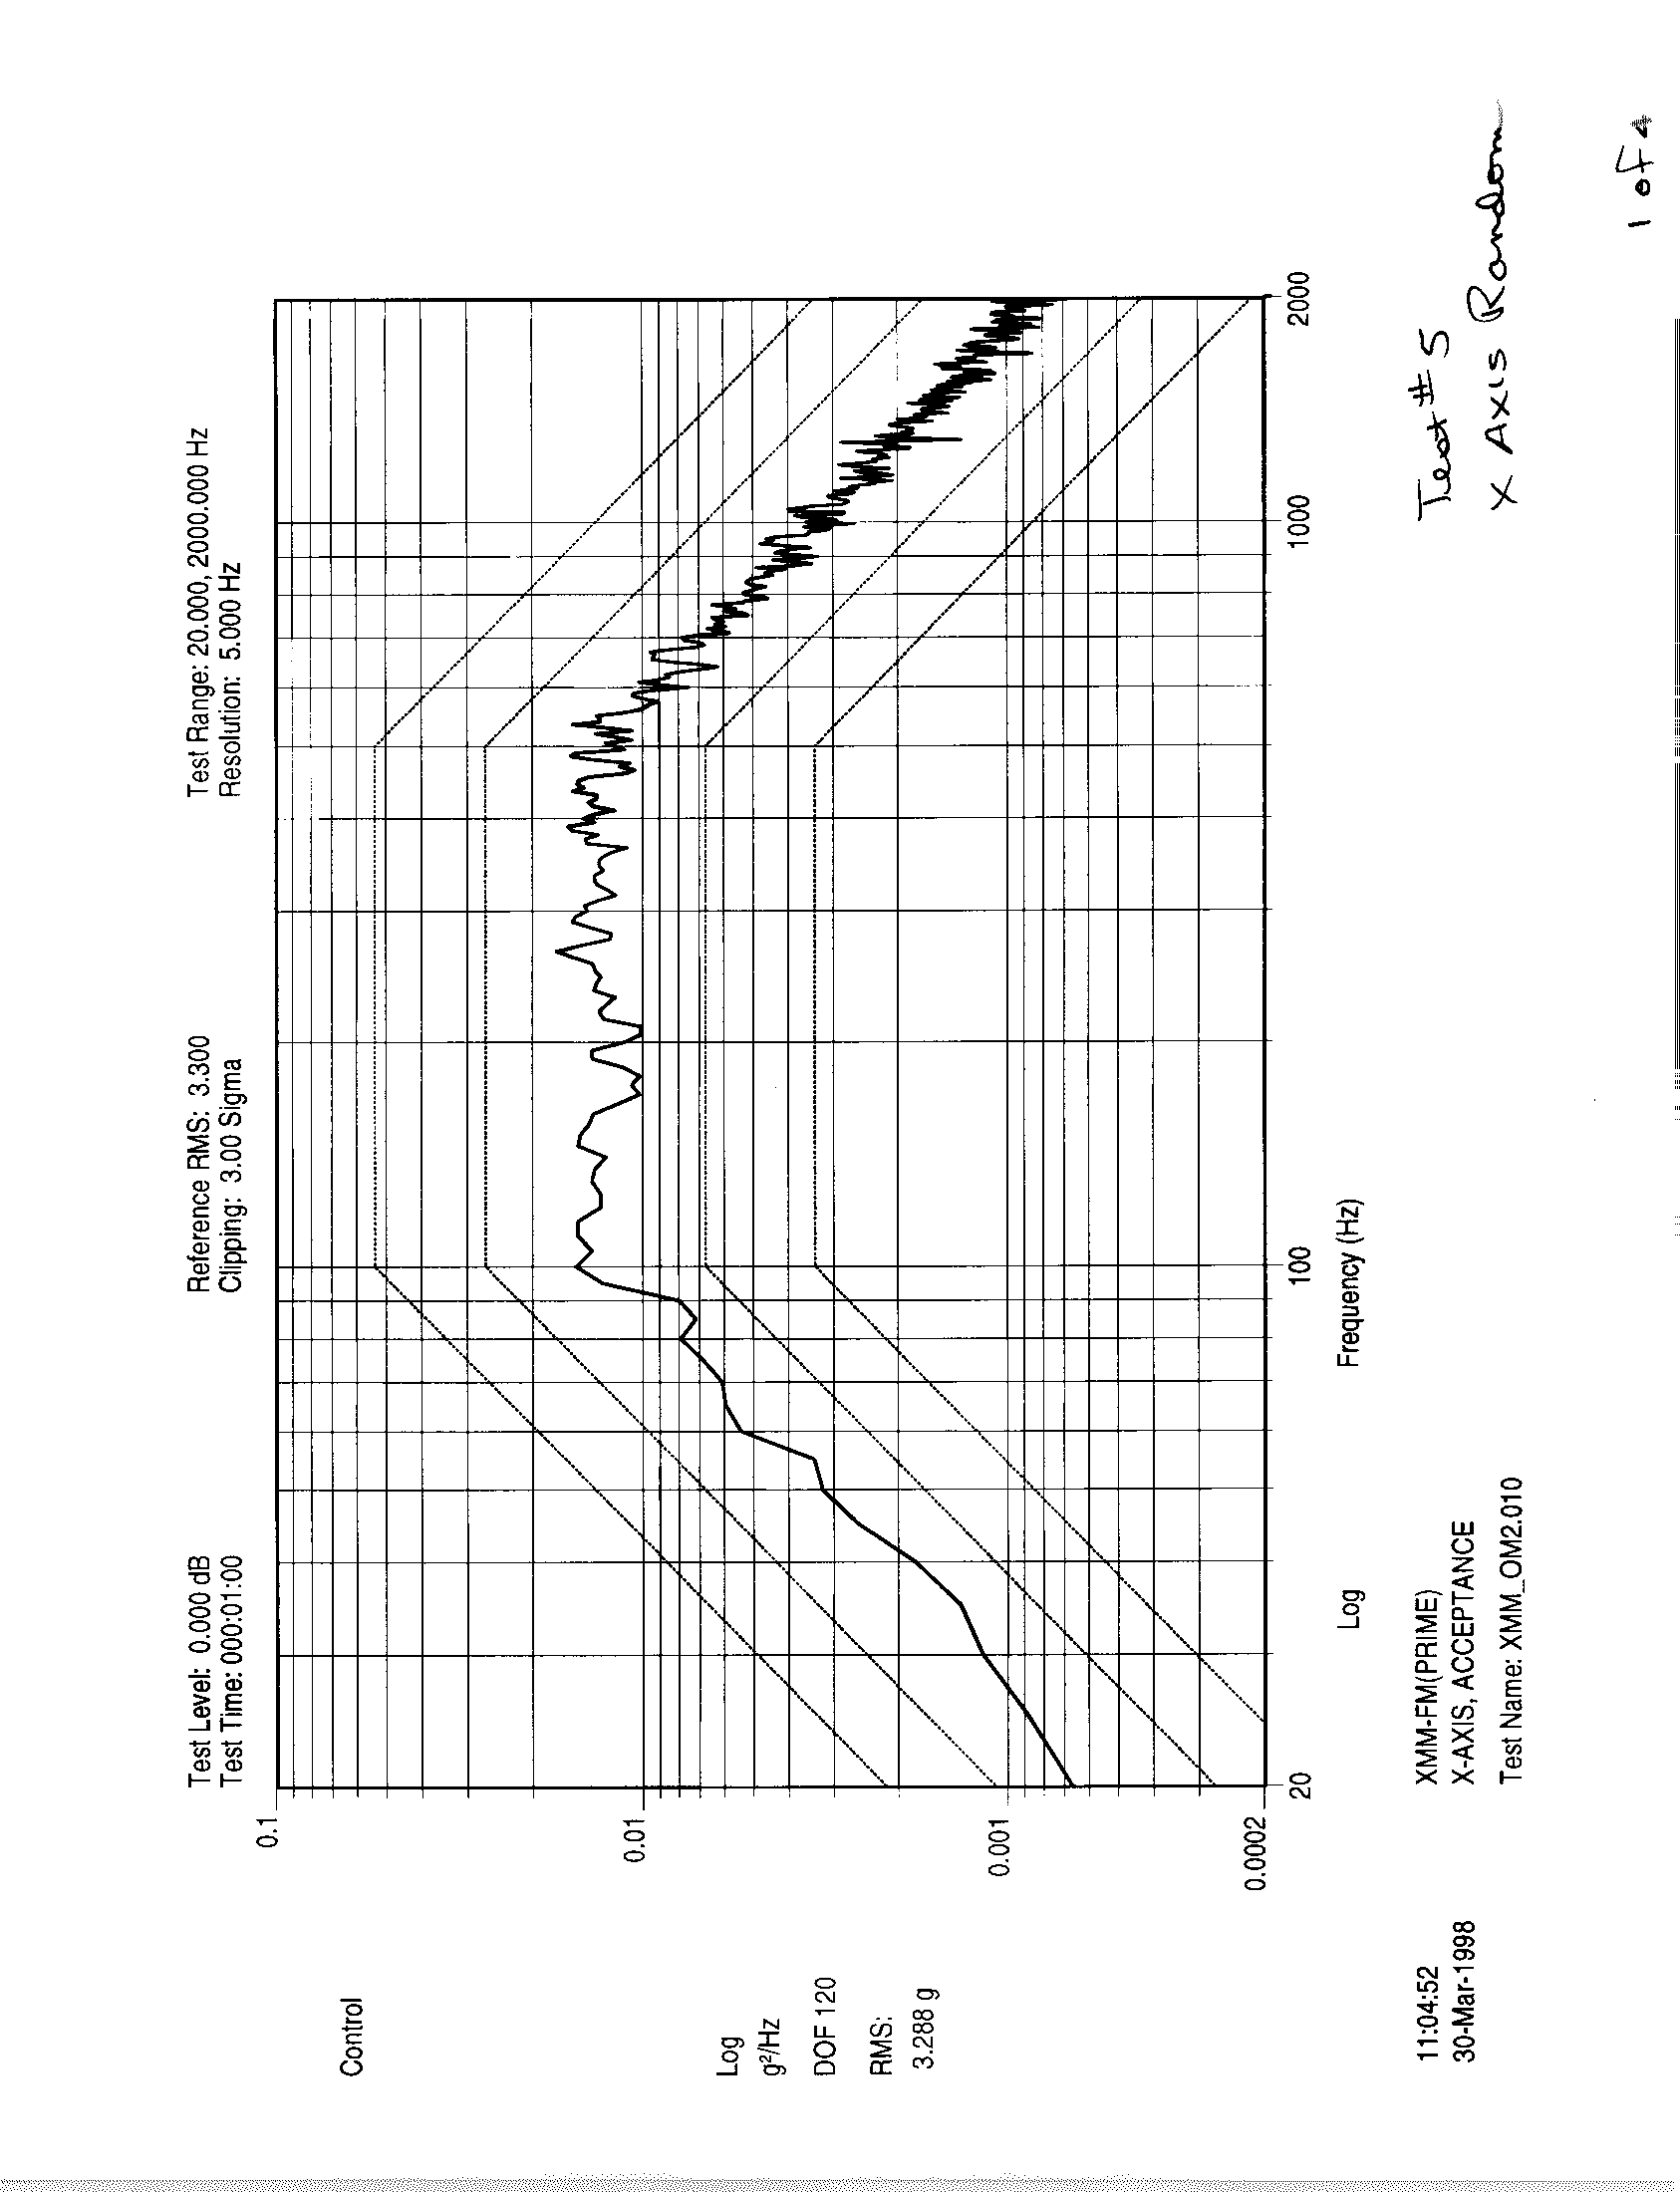 Test Level: 0.000 dB
Test Time: 000:01:00
Reference RMS: 3.300
Clipping: 3.00 Sigma
Test Range: 20.000, 2000.000 Hz
Resolution: 5.000 Hz
Control
Log
g²/Hz
DOF 120
RMS:
3.288 g
0.1
0.01
0.001
0.0002
20
100
1000
2000
Log
Frequency (Hz)
11:04:52
30-Mar-1998
XMM-FM(PRIME)
X-AXIS, ACCEPTANCE
Test Name: XMM_OM2.010
Test # 5
X AXIS Random
1 of 4